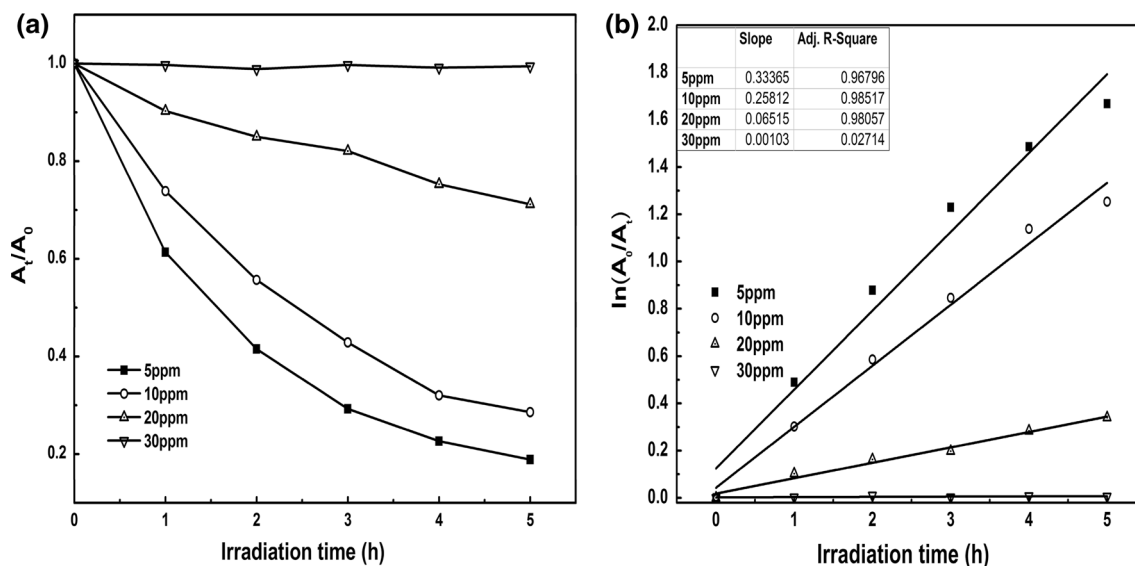 (a)
1.0
0.8
0.6
0.4
0.2
At/A0
5ppm
10ppm
20ppm
30ppm
0 1 2 3 4 5
Irradiation time (h)
(b)
2.0
1.8
1.6
1.4
1.2
1.0
0.8
0.6
0.4
0.2
0.0
ln(A0/At)
Slope Adj. R-Square
5ppm 0.33365 0.96796
10ppm 0.25812 0.98517
20ppm 0.06515 0.98057
30ppm 0.00103 0.02714
5ppm
10ppm
20ppm
30ppm
0 1 2 3 4 5
Irradiation time (h)